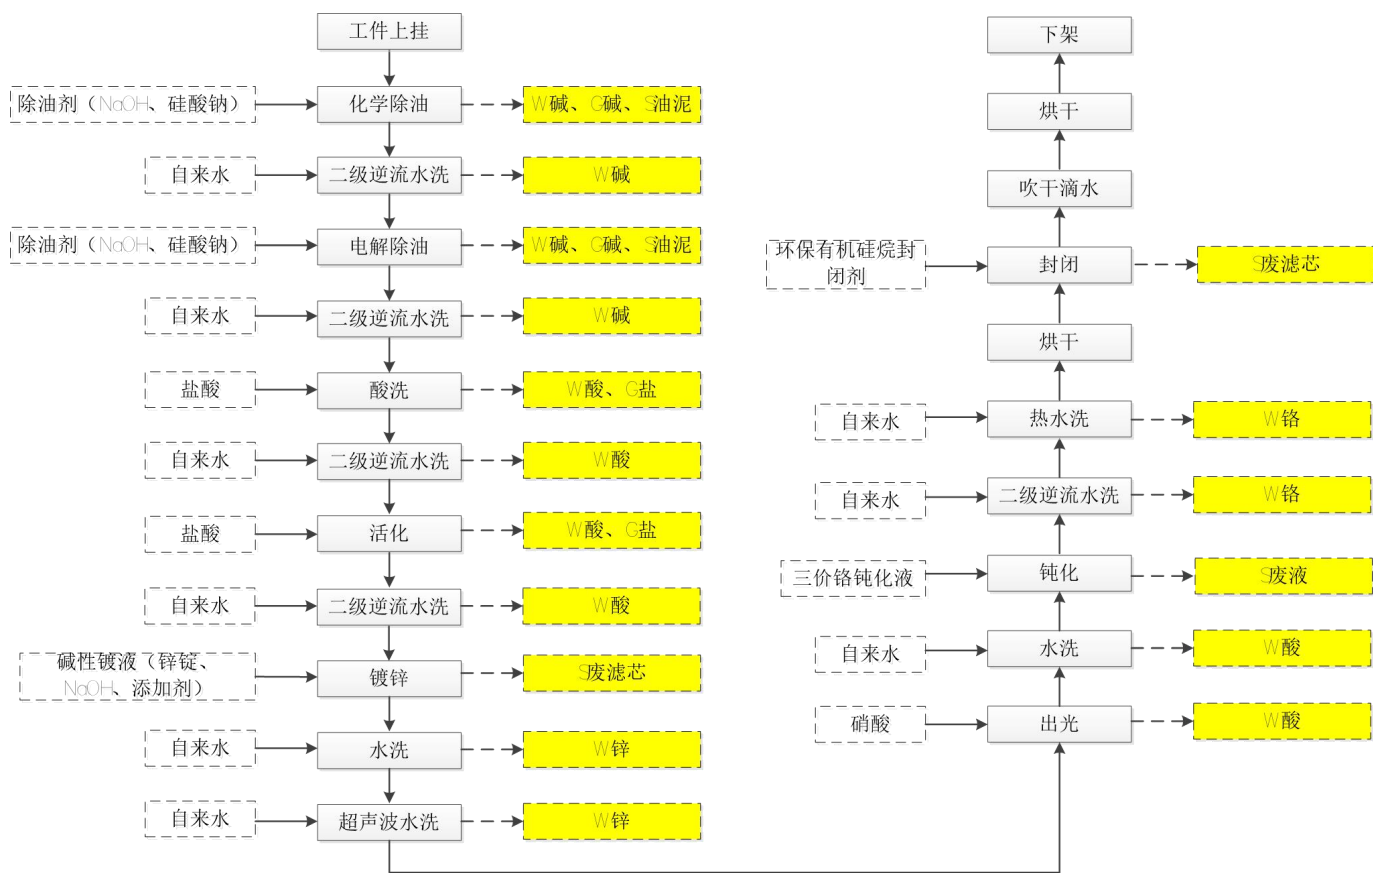 工件上挂
除油剂（NaOH、硅酸钠）
化学除油
W碱、G碱、S油泥
自来水
二级逆流水洗
W碱
除油剂（NaOH、硅酸钠）
电解除油
W碱、G碱、S油泥
自来水
二级逆流水洗
W碱
盐酸
酸洗
W酸、G盐
自来水
二级逆流水洗
W酸
盐酸
活化
W酸、G盐
自来水
二级逆流水洗
W酸
碱性镀液（锌锭、
NaOH、添加剂）
镀锌
S废滤芯
自来水
水洗
W锌
自来水
超声波水洗
W锌
下架
烘干
吹干滴水
环保有机硅烷封
闭剂
封闭
S废滤芯
烘干
自来水
热水洗
W铬
自来水
二级逆流水洗
W铬
三价铬钝化液
钝化
S废液
自来水
水洗
W酸
硝酸
出光
W酸